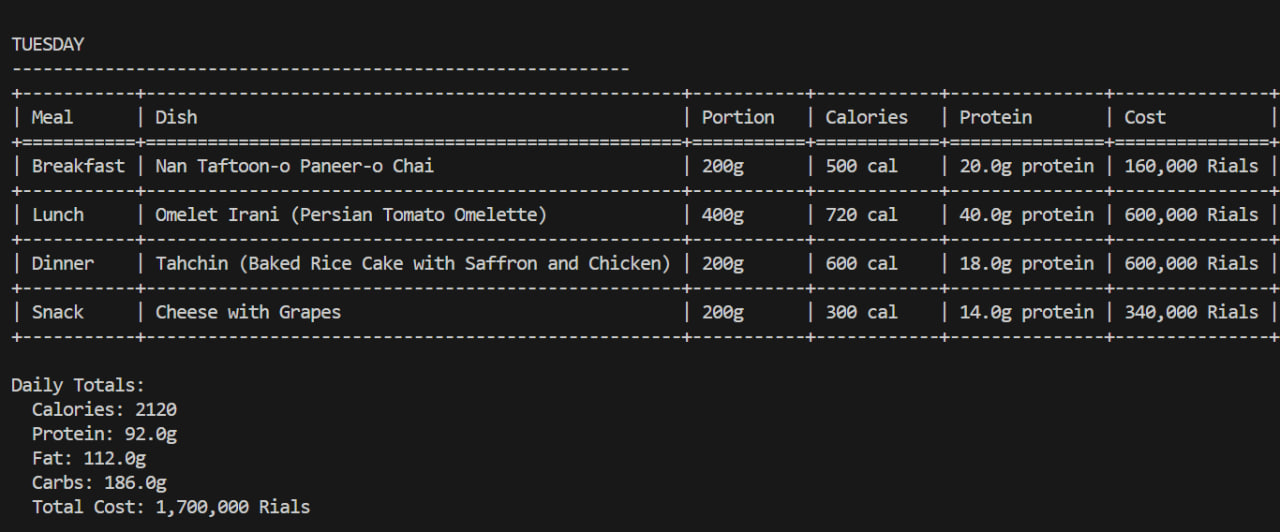 TUESDAY
------------------------------------------------------------
+-----------+----------------------------------------------------+-----------+------------+---------------+---------------+
| Meal      | Dish                                               | Portion   | Calories   | Protein       | Cost          |
+===========+====================================================+===========+============+===============+===============+
| Breakfast | Nan Taftoon-o Paneer-o Chai                        | 200g      | 500 cal    | 20.0g protein | 160,000 Rials |
+-----------+----------------------------------------------------+-----------+------------+---------------+---------------+
| Lunch     | Omelet Irani (Persian Tomato Omelette)             | 400g      | 720 cal    | 40.0g protein | 600,000 Rials |
+-----------+----------------------------------------------------+-----------+------------+---------------+---------------+
| Dinner    | Tahchin (Baked Rice Cake with Saffron and Chicken) | 200g      | 600 cal    | 18.0g protein | 600,000 Rials |
+-----------+----------------------------------------------------+-----------+------------+---------------+---------------+
| Snack     | Cheese with Grapes                                 | 200g      | 300 cal    | 14.0g protein | 340,000 Rials |
+-----------+----------------------------------------------------+-----------+------------+---------------+---------------+
Daily Totals:
  Calories: 2120
  Protein: 92.0g
  Fat: 112.0g
  Carbs: 186.0g
  Total Cost: 1,700,000 Rials